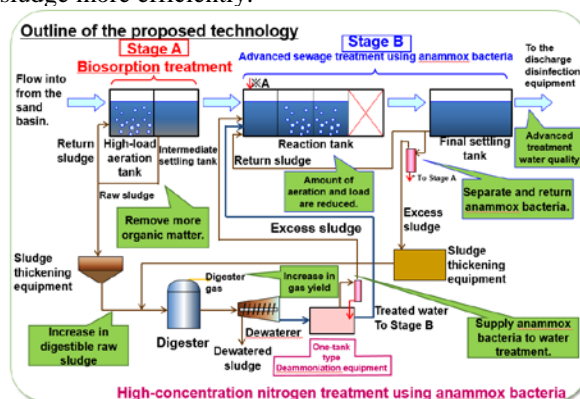 sludge more efficiently.
Outline of the proposed technology
Stage A
Biosorption treatment
Stage B
Advanced sewage treatment using anammox bacteria
To the
discharge
disinfection
equipment
Flow into
from the
sand
basin.
※A
Return
sludge
High-load
aeration
tank
Intermediate
settling tank
Reaction tank
Return sludge
Final settling
tank
Advanced
treatment
water quality
To Stage A
Raw sludge
Amount of
aeration and load
are reduced.
Separate and return
anammox bacteria.
Remove more
organic matter.
Excess sludge
Excess
sludge
Sludge
thickening
equipment
Digester
gas
Increase in
gas yield
Sludge
thickening
equipment
Increase in
digestible raw
sludge
Digester
Dewaterer
Dewatered
sludge
Treated water
To Stage B
One-tank
type
Deammoniation equipment
Supply anammox
bacteria to water
treatment.
High-concentration nitrogen treatment using anammox bacteria